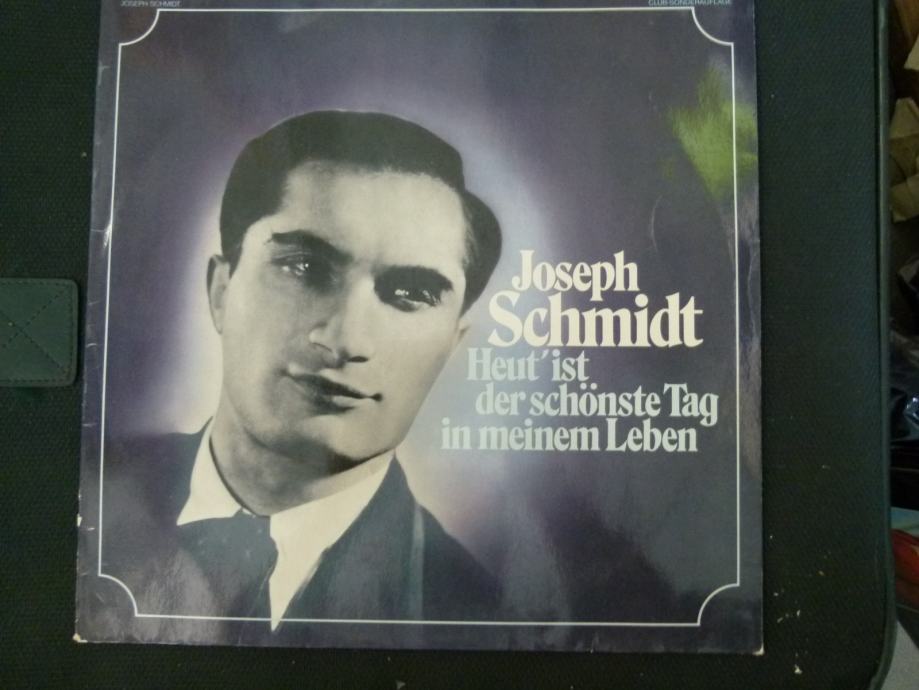 JOSEPH SCHMIDT
CLUB-SONDERAUFLAGE
Joseph
Schmidt
Heut' ist
der schönste Tag
in meinem Leben